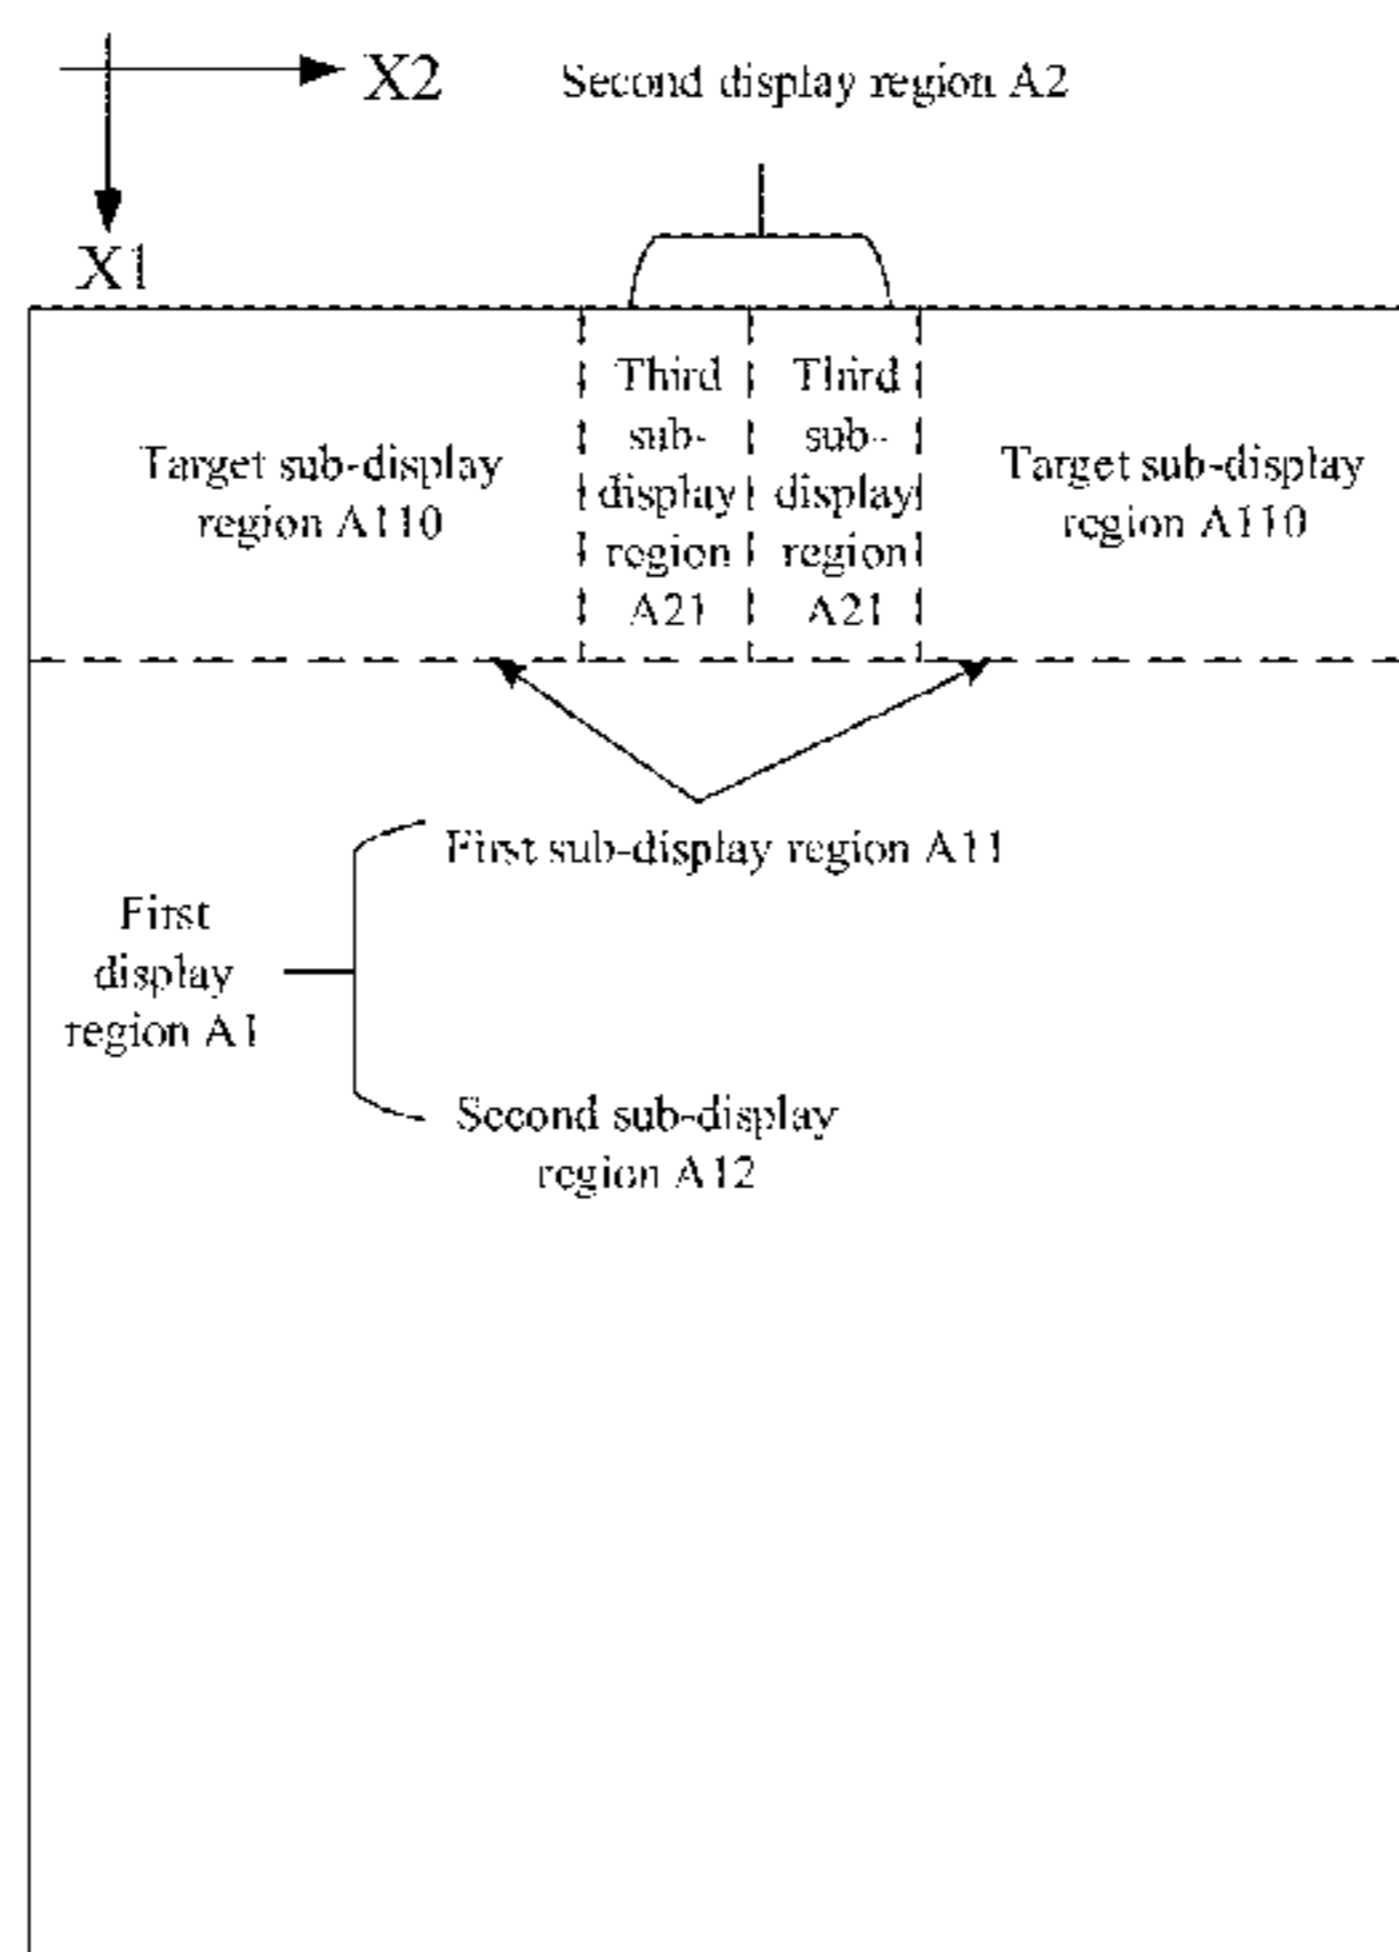 X2
Second display region A2
X1
Target sub-display
region A110
Third
sub-
display
region
A21
Third
sub-
display
region
A21
Target sub-display
region A110
First sub-display region A11
First
display
region A1
Second sub-display
region A12